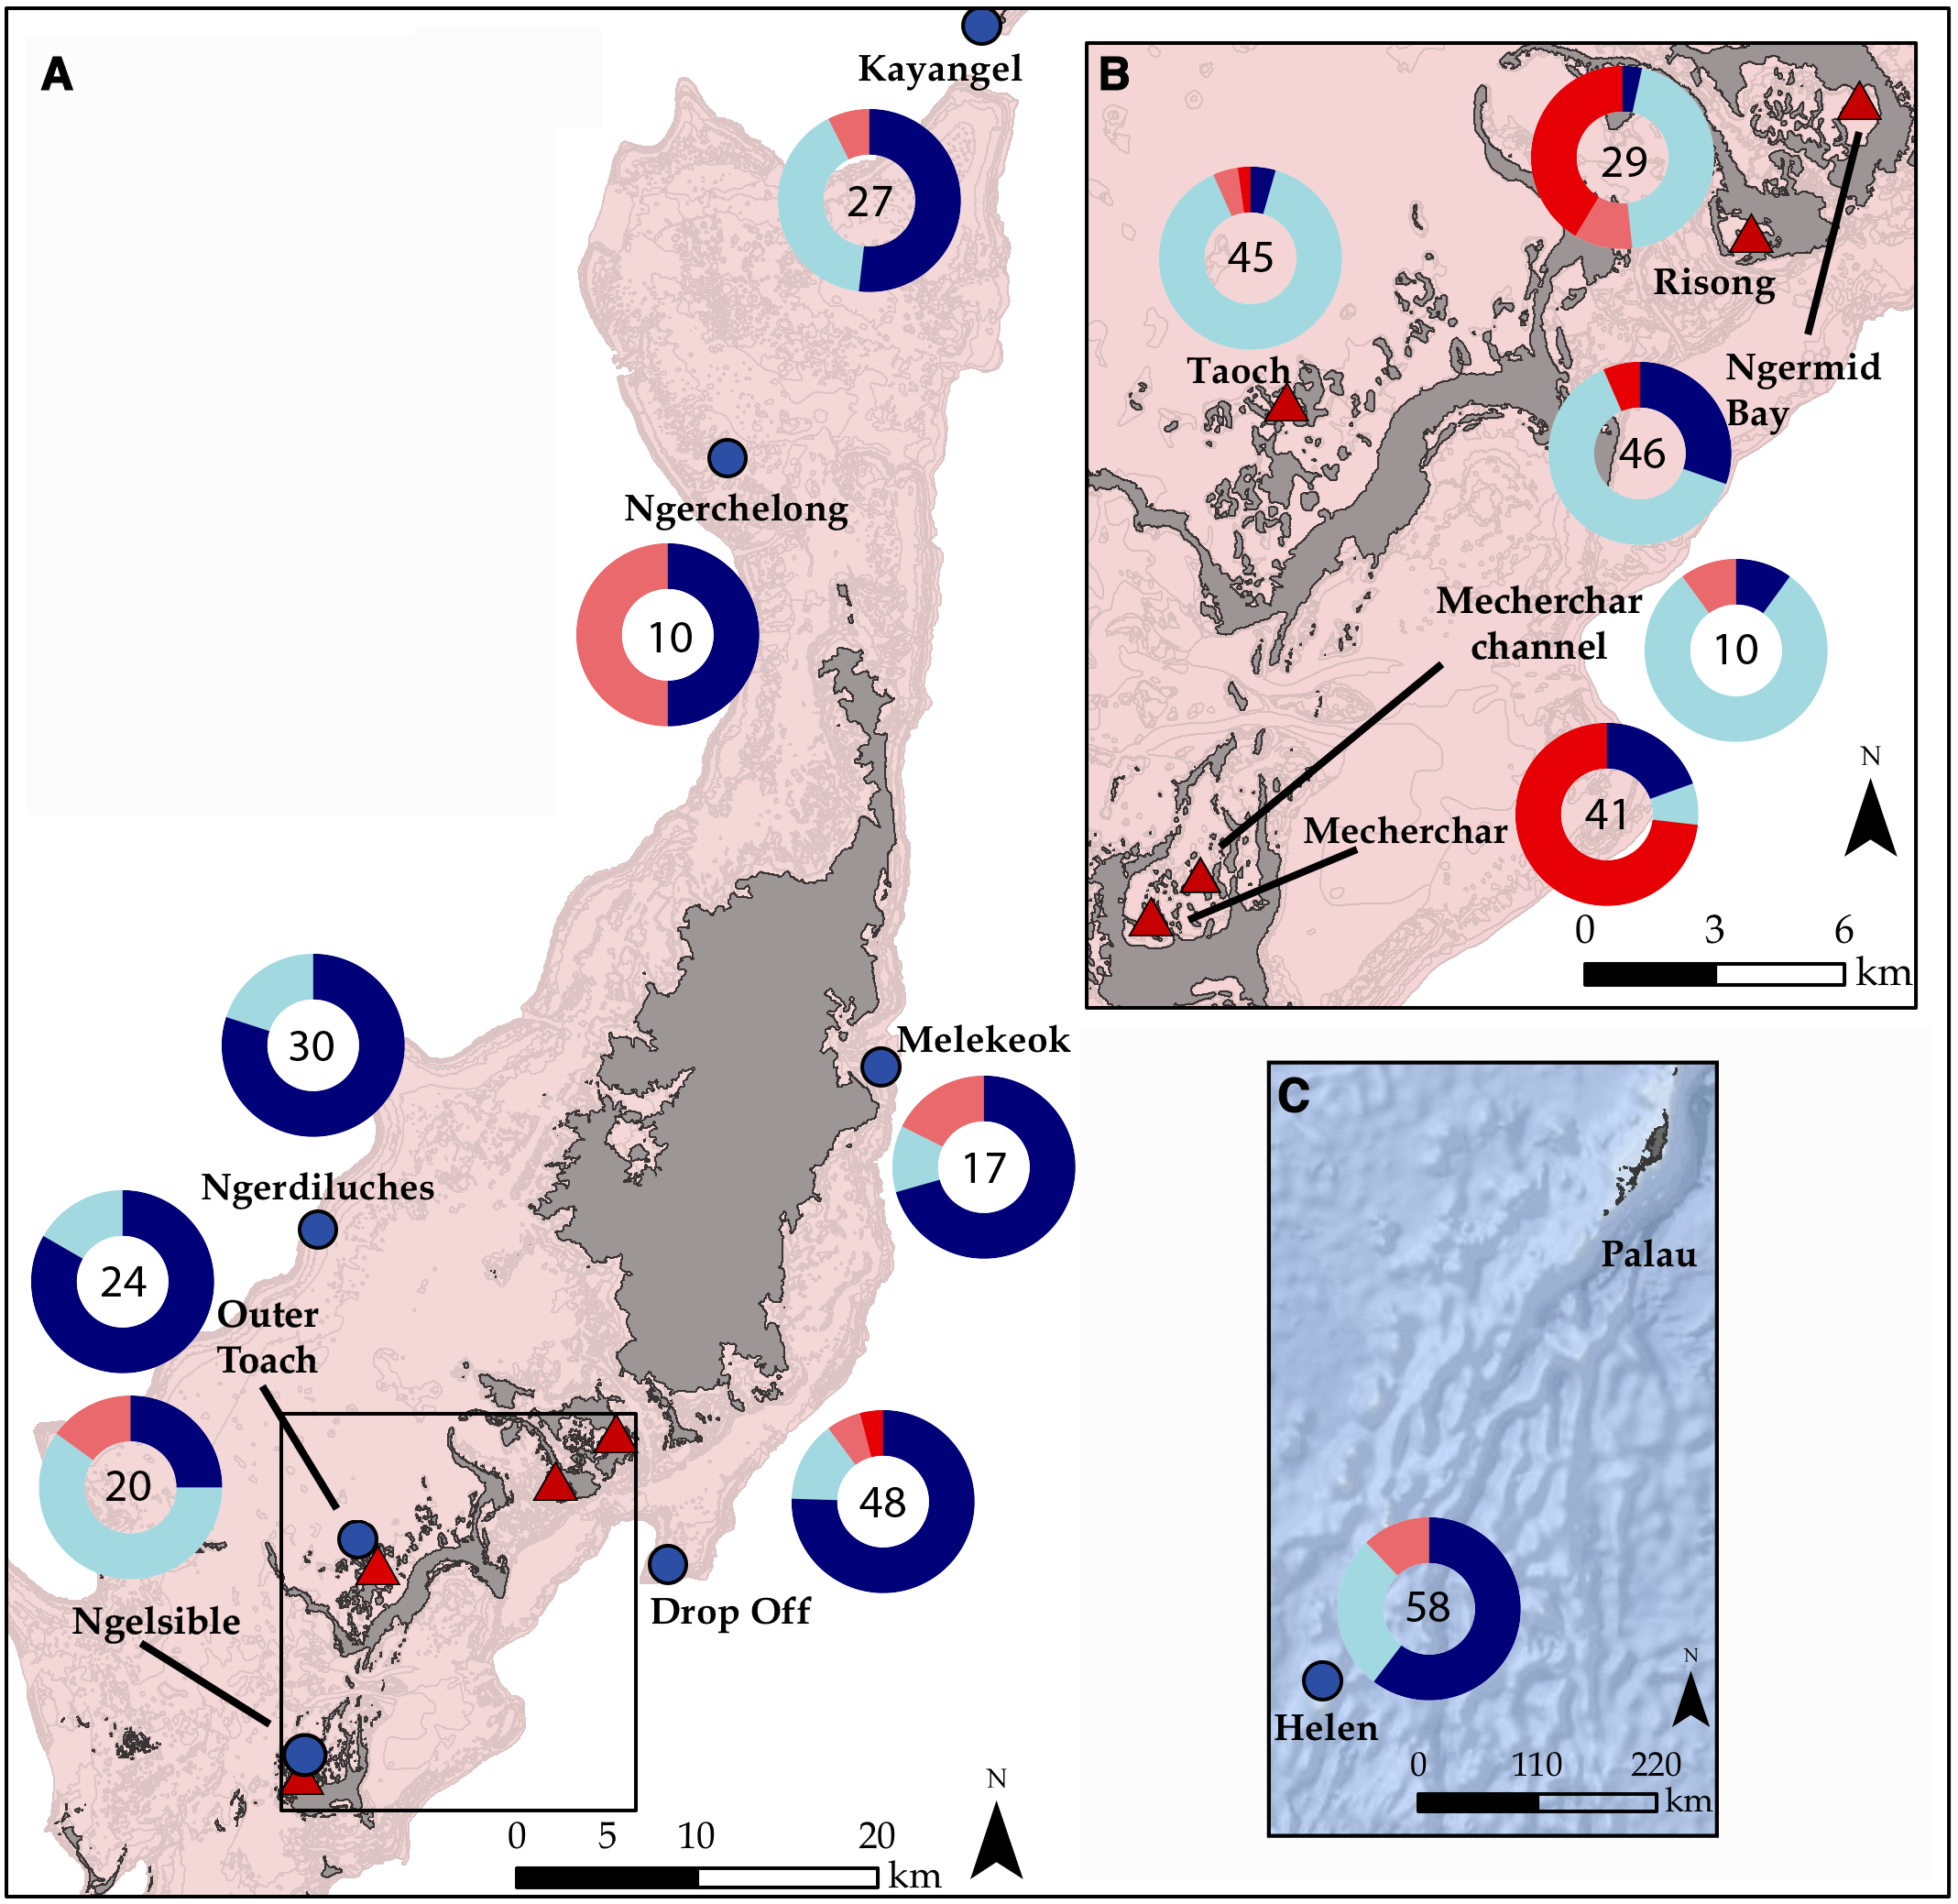 A
Kayangel
27
Ngerchelong
10
30
Melekeok
17
Ngerdiluches
24
Outer
Toach
20
48
Drop Off
Ngelsible
0 5 10 20
km
N
B
29
45
Risong
Taoch
Ngermid
Bay
46
Mecherchar
channel
10
Mecherchar
41
N
0 3 6
km
C
Palau
58
Helen
N
0 110 220
km